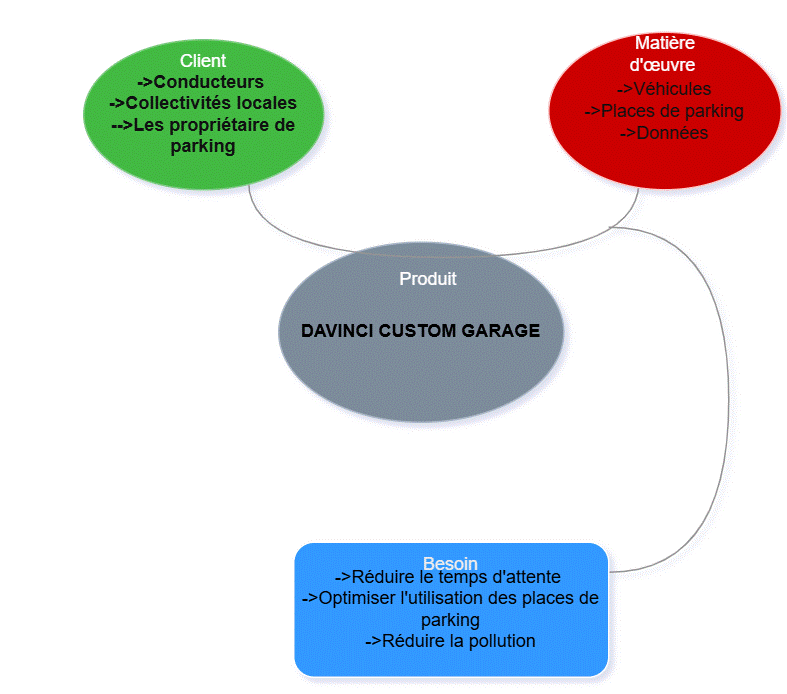 Client
->Conducteurs
->Collectivités locales
-->Les propriétaire de
parking
Matière
d'œuvre
->Véhicules
->Places de parking
->Données
Produit
DAVINCI CUSTOM GARAGE
Besoin
->Réduire le temps d'attente
->Optimiser l'utilisation des places de
parking
->Réduire la pollution